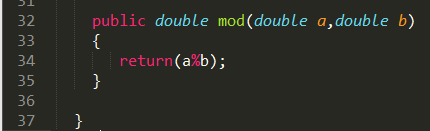 31
32 public double mod(double a,double b)
33 {
34 return(a%b);
35 }
36
37 }